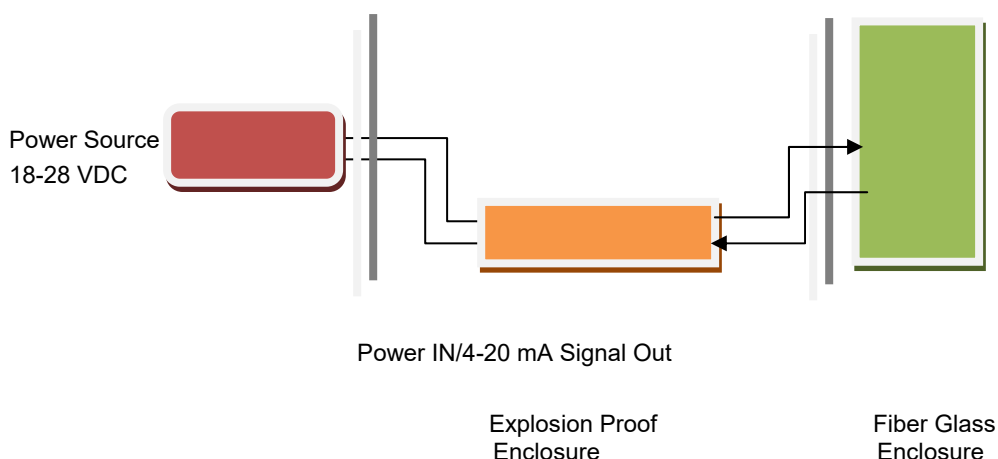 Power Source
18-28 VDC
Power IN/4-20 mA Signal Out
Explosion Proof
Enclosure
Fiber Glass
Enclosure